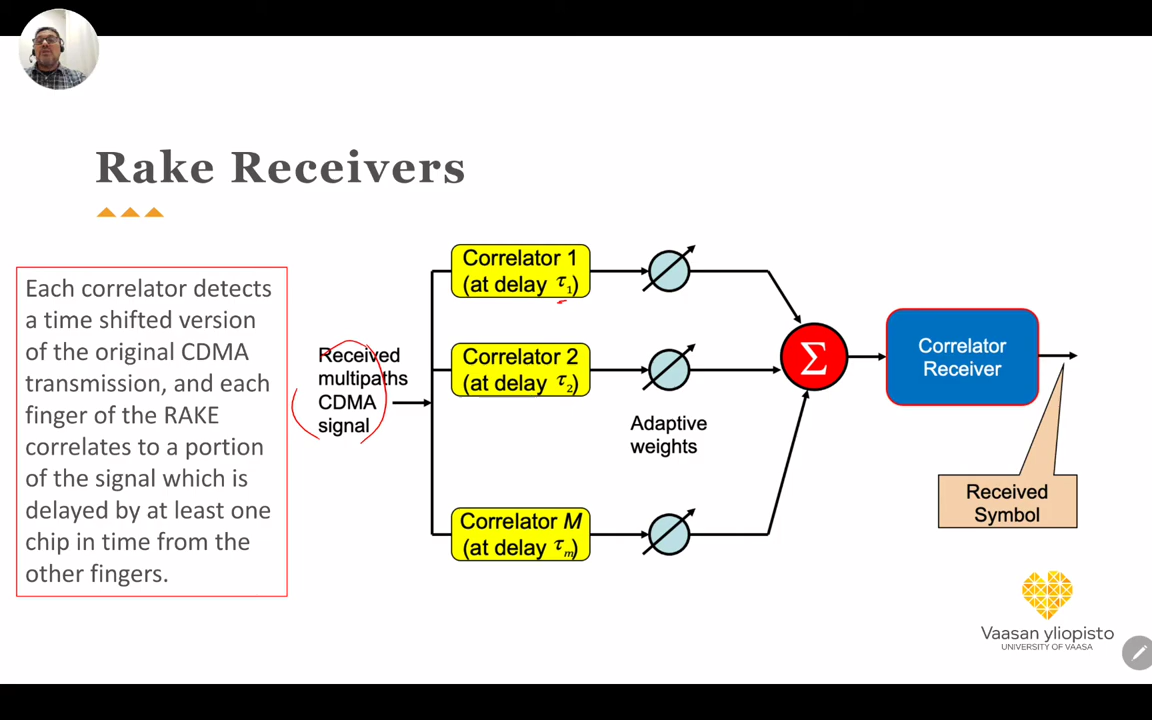 Rake Receivers
Each correlator detects
a time shifted version
of the original CDMA
transmission, and each
finger of the RAKE
correlates to a portion
of the signal which is
delayed by at least one
chip in time from the
other fingers.
Received
multipaths
CDMA
signal
Correlator 1
(at delay τ₁)
Correlator 2
(at delay τ₂)
Correlator M
(at delay τₘ)
Adaptive
weights
Σ
Correlator
Receiver
Received
Symbol
Vaasan yliopisto
UNIVERSITY OF VAASA